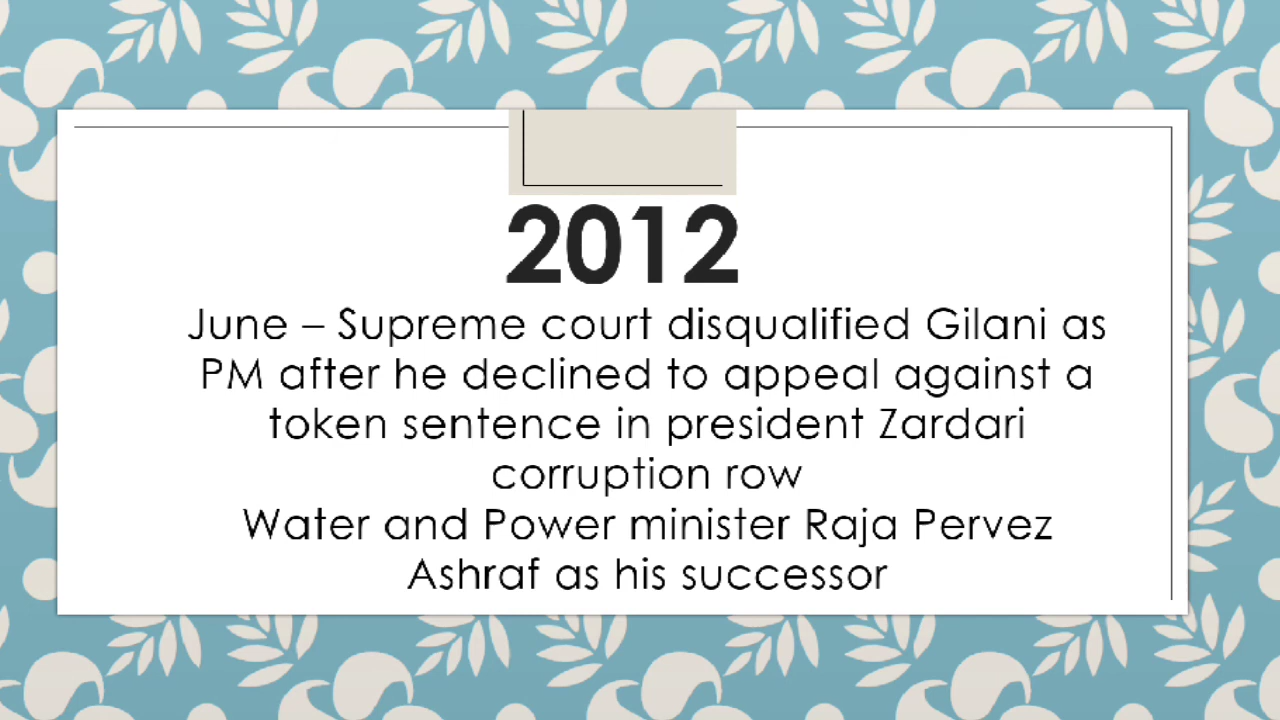 2012
June – Supreme court disqualified Gilani as
PM after he declined to appeal against a
token sentence in president Zardari
corruption row
Water and Power minister Raja Pervez
Ashraf as his successor